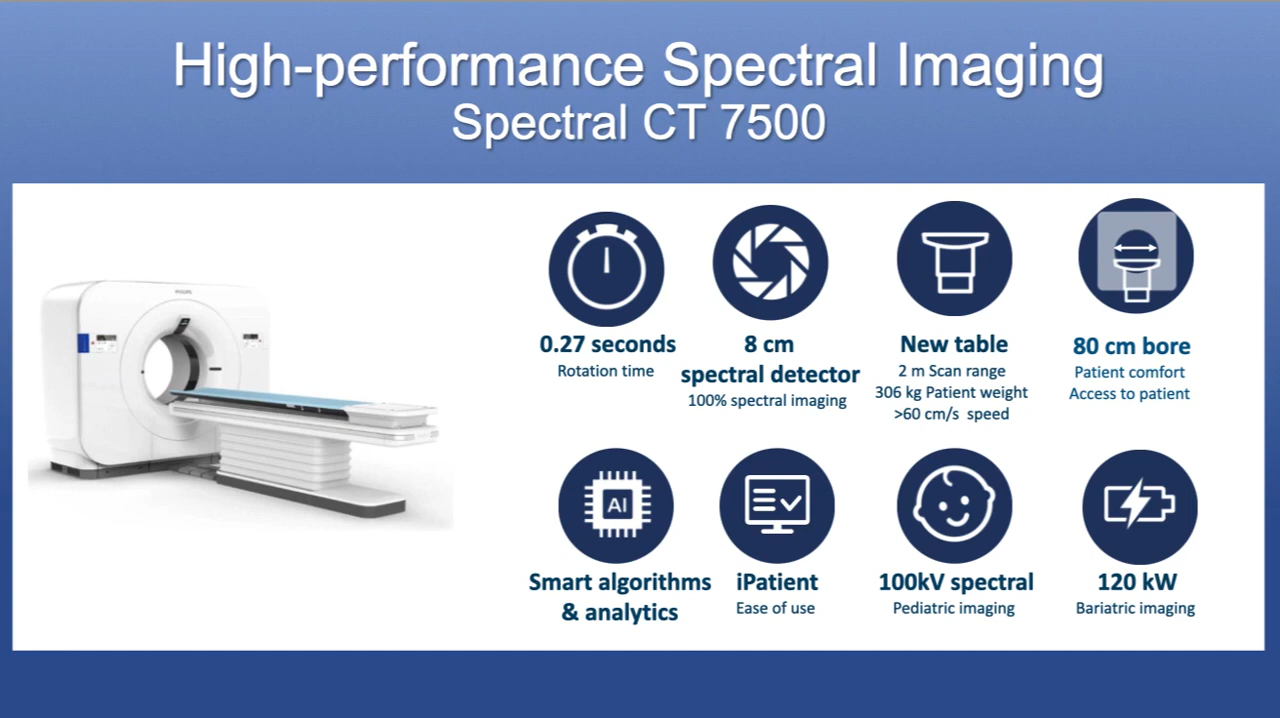 High-performance Spectral Imaging
Spectral CT 7500
PHILIPS
0.27 seconds
Rotation time
8 cm
spectral detector
100% spectral imaging
New table
2 m Scan range
306 kg Patient weight
>60 cm/s speed
80 cm bore
Patient comfort
Access to patient
AI
Smart algorithms
& analytics
iPatient
Ease of use
100kV spectral
Pediatric imaging
120 kW
Bariatric imaging